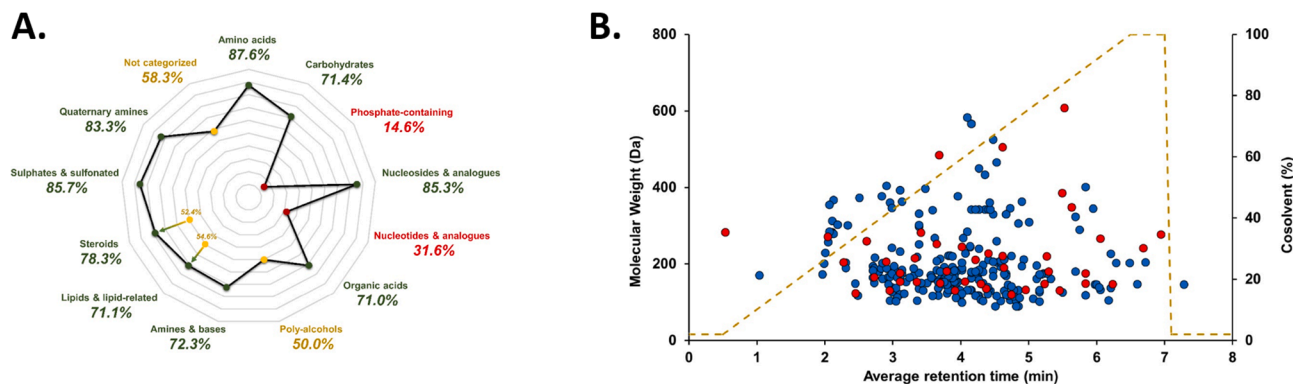 A.
Amino acids
87.6%
Carbohydrates
71.4%
Phosphate-containing
14.6%
Nucleosides & analogues
85.3%
Nucleotides & analogues
31.6%
Organic acids
71.0%
Poly-alcohols
50.0%
Amines & bases
72.3%
Lipids & lipid-related
71.1%
Steroids
78.3%
Sulphates & sulfonated
85.7%
Quaternary amines
83.3%
Not categorized
58.3%
52.4%
54.6%
B.
Molecular Weight (Da)
800
600
400
200
0
0 1 2 3 4 5 6 7 8
Average retention time (min)
100
80
60
40
20
0
Cosolvent (%)